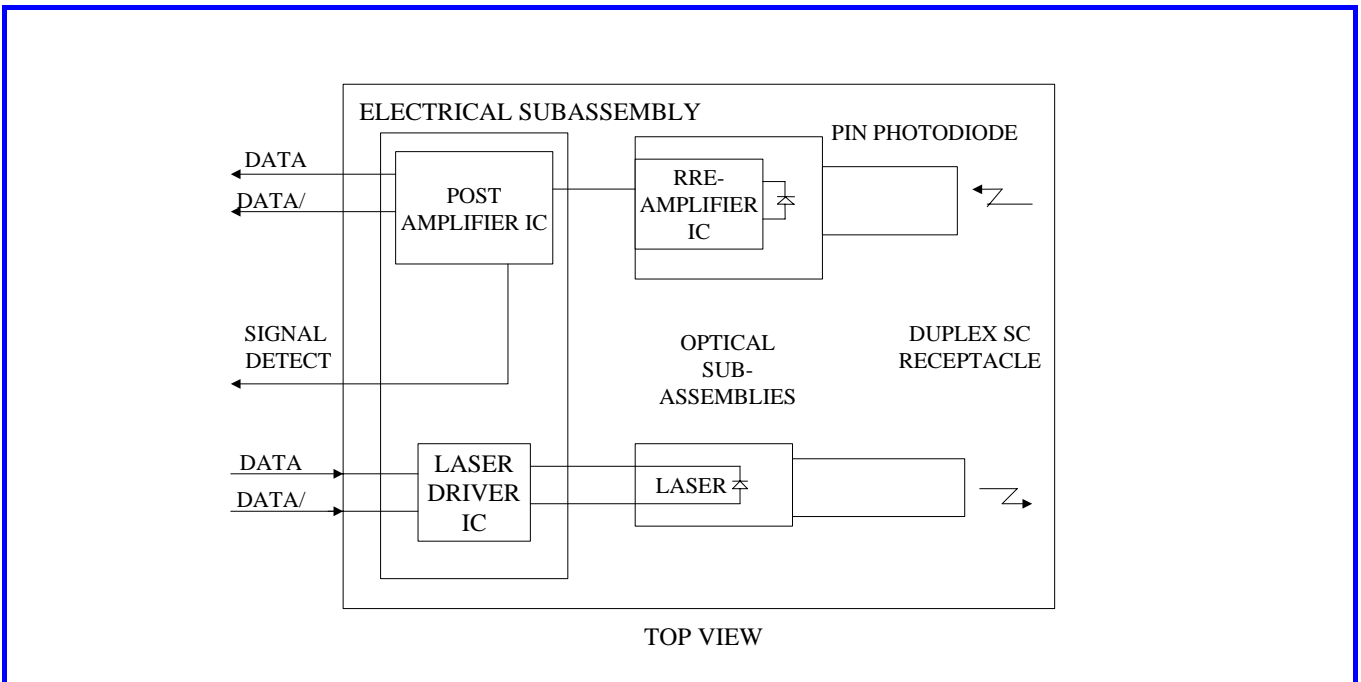 ELECTRICAL SUBASSEMBLY
PIN PHOTODIODE
DATA
DATA/
POST
AMPLIFIER IC
RRE-
AMPLIFIER
IC
SIGNAL
DETECT
OPTICAL
SUB-
ASSEMBLIES
DUPLEX SC
RECEPTACLE
DATA
DATA/
LASER
DRIVER
IC
LASER
TOP VIEW